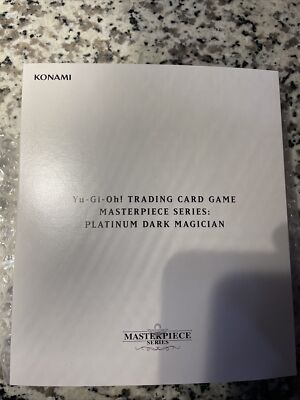 KONAMI
Yu-Gi-Oh! TRADING CARD GAME
MASTERPIECE SERIES:
PLATINUM DARK MAGICIAN
MASTERPIECE
SERIES